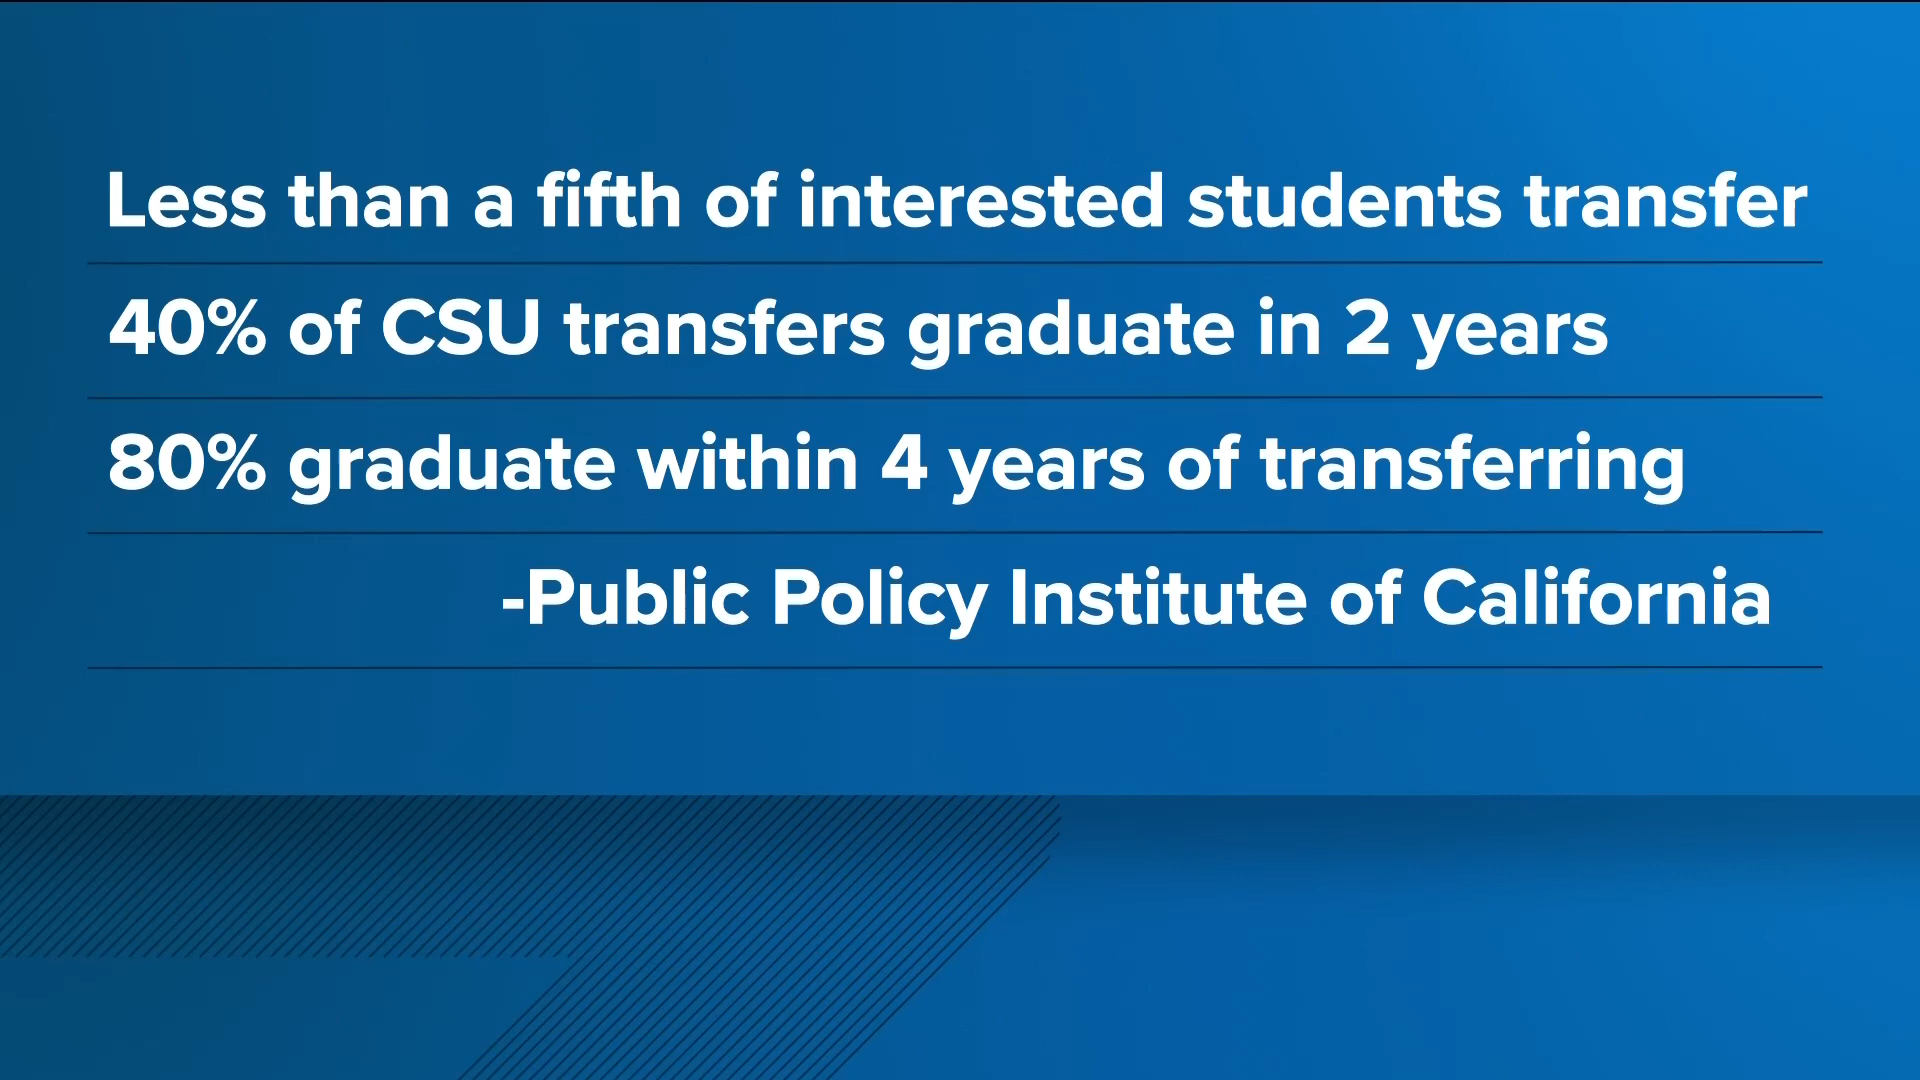 Less than a fifth of interested students transfer
40% of CSU transfers graduate in 2 years
80% graduate within 4 years of transferring
-Public Policy Institute of California